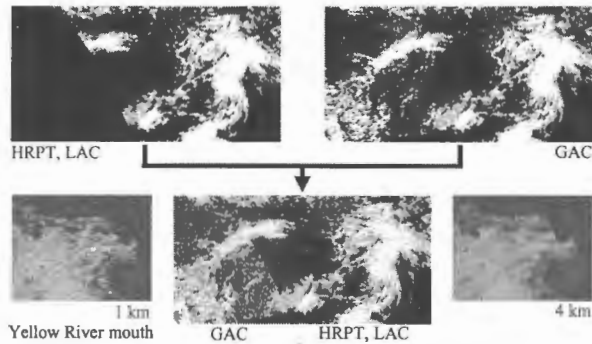 HRPT, LAC
GAC
1 km
4 km
Yellow River mouth
GAC
HRPT, LAC